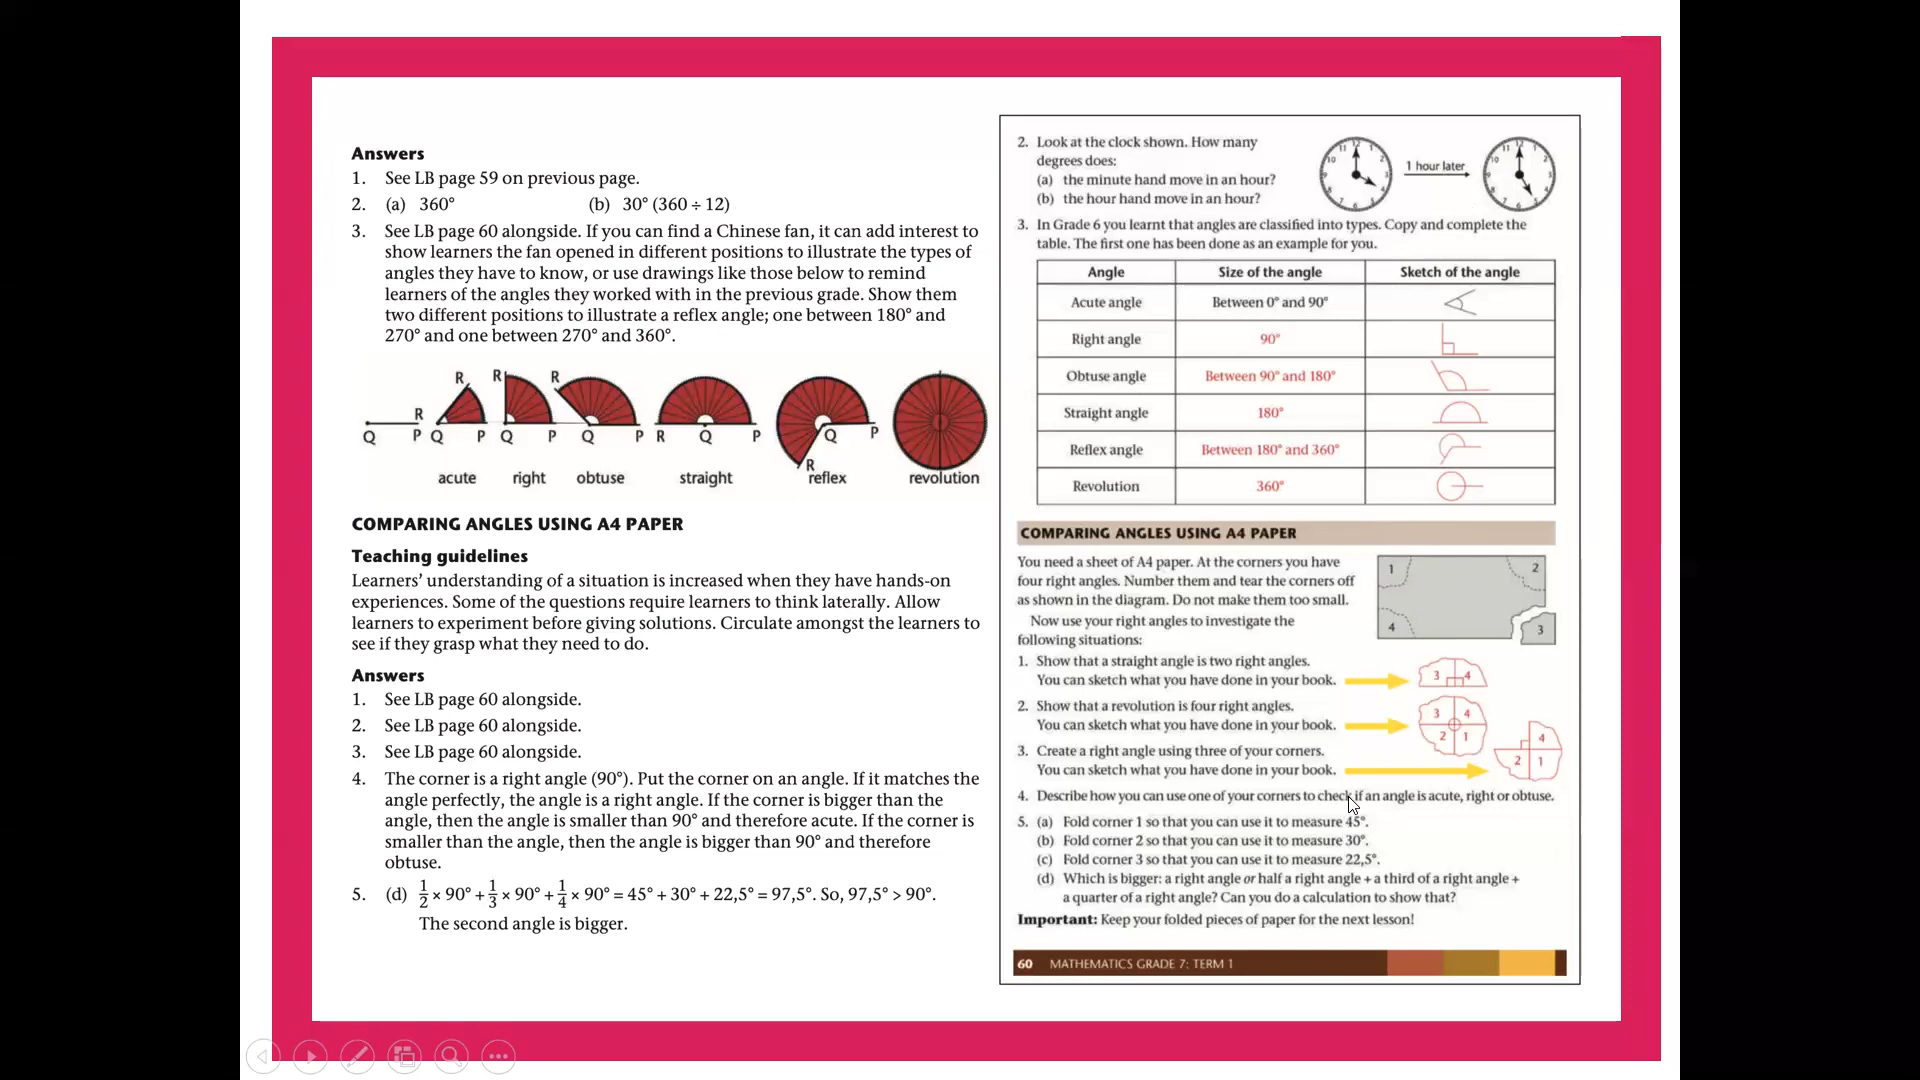 Answers
1. See LB page 59 on previous page.
2. (a) 360° (b) 30° (360 ÷ 12)
3. See LB page 60 alongside. If you can find a Chinese fan, it can add interest to
show learners the fan opened in different positions to illustrate the types of
angles they have to know, or use drawings like those below to remind
learners of the angles they worked with in the previous grade. Show them
two different positions to illustrate a reflex angle; one between 180° and
270° and one between 270° and 360°.
R R R
R
Q P Q P Q P Q P R Q P Q P
R
acute right obtuse straight reflex revolution
COMPARING ANGLES USING A4 PAPER
Teaching guidelines
Learners’ understanding of a situation is increased when they have hands-on
experiences. Some of the questions require learners to think laterally. Allow
learners to experiment before giving solutions. Circulate amongst the learners to
see if they grasp what they need to do.
Answers
1. See LB page 60 alongside.
2. See LB page 60 alongside.
3. See LB page 60 alongside.
4. The corner is a right angle (90°). Put the corner on an angle. If it matches the
angle perfectly, the angle is a right angle. If the corner is bigger than the
angle, then the angle is smaller than 90° and therefore acute. If the corner is
smaller than the angle, then the angle is bigger than 90° and therefore
obtuse.
5. (d) 1/2 × 90° + 1/3 × 90° + 1/4 × 90° = 45° + 30° + 22,5° = 97,5°. So, 97,5° > 90°.
The second angle is bigger.
2. Look at the clock shown. How many
degrees does:
(a) the minute hand move in an hour?
(b) the hour hand move in an hour?
1 hour later
3. In Grade 6 you learnt that angles are classified into types. Copy and complete the
table. The first one has been done as an example for you.
Angle Size of the angle Sketch of the angle
Acute angle Between 0° and 90°
Right angle 90°
Obtuse angle Between 90° and 180°
Straight angle 180°
Reflex angle Between 180° and 360°
Revolution 360°
COMPARING ANGLES USING A4 PAPER
You need a sheet of A4 paper. At the corners you have
four right angles. Number them and tear the corners off
as shown in the diagram. Do not make them too small.
Now use your right angles to investigate the
following situations:
1 2
4 3
1. Show that a straight angle is two right angles.
You can sketch what you have done in your book.
3 4
2. Show that a revolution is four right angles.
You can sketch what you have done in your book.
3 4
2 1
3. Create a right angle using three of your corners.
You can sketch what you have done in your book.
4
2 1
4. Describe how you can use one of your corners to check if an angle is acute, right or obtuse.
5. (a) Fold corner 1 so that you can use it to measure 45°.
(b) Fold corner 2 so that you can use it to measure 30°.
(c) Fold corner 3 so that you can use it to measure 22,5°.
(d) Which is bigger: a right angle or half a right angle + a third of a right angle +
a quarter of a right angle? Can you do a calculation to show that?
Important: Keep your folded pieces of paper for the next lesson!
60 MATHEMATICS GRADE 7: TERM 1